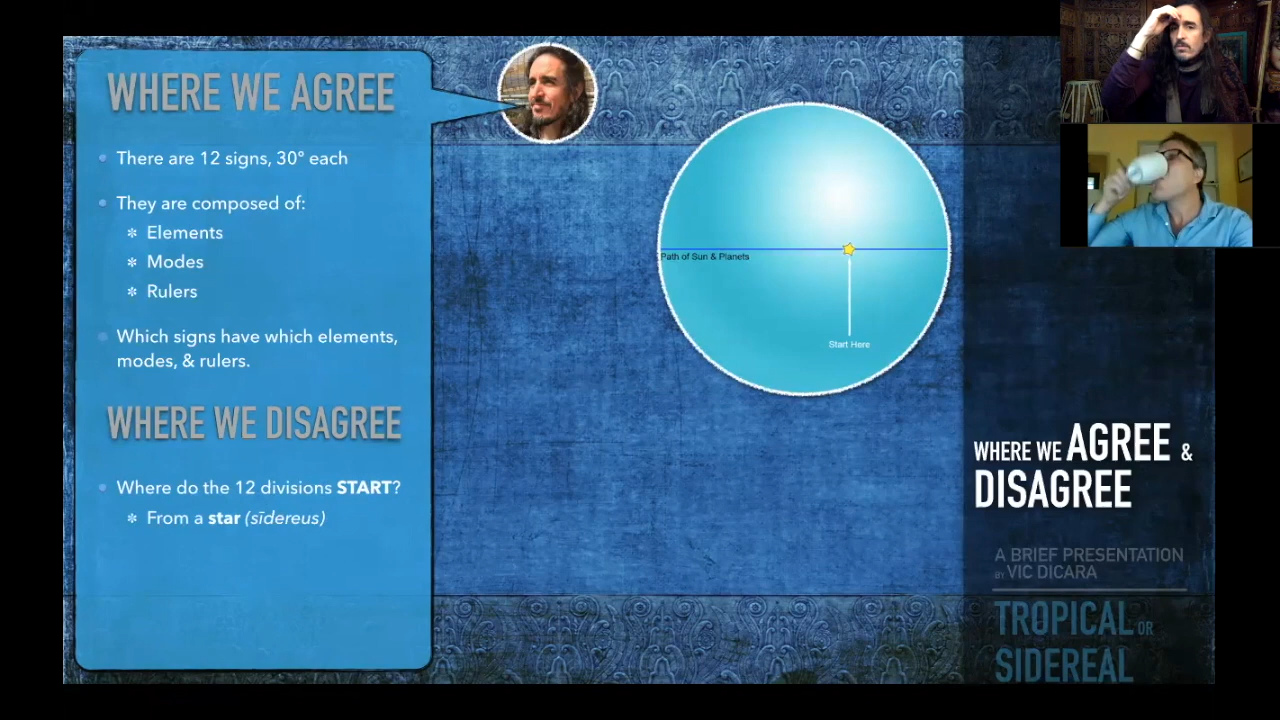 WHERE WE AGREE
There are 12 signs, 30° each
They are composed of:
Elements
Modes
Rulers
Which signs have which elements,
modes, & rulers.
WHERE WE DISAGREE
Where do the 12 divisions START?
From a star (sīdereus)
Path of Sun & Planets
Start Here
WHERE WE AGREE &
DISAGREE
A BRIEF PRESENTATION
BY VIC DICARA
TROPICAL OR
SIDEREAL